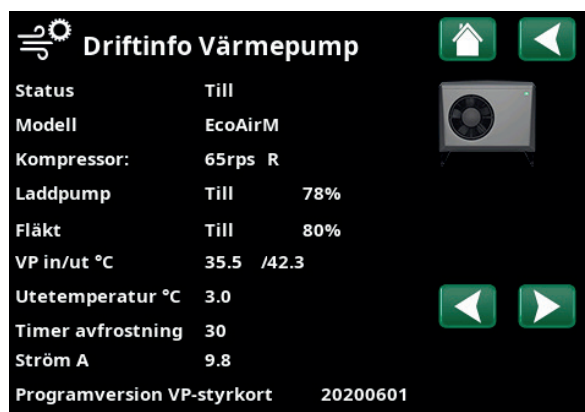 Driftinfo Värmepump
Status Till
Modell EcoAirM
Kompressor: 65rps R
Laddpump Till 78%
Fläkt Till 80%
VP in/ut °C 35.5 /42.3
Utetemperatur °C 3.0
Timer avfrostning 30
Ström A 9.8
Programversion VP-styrkort 20200601